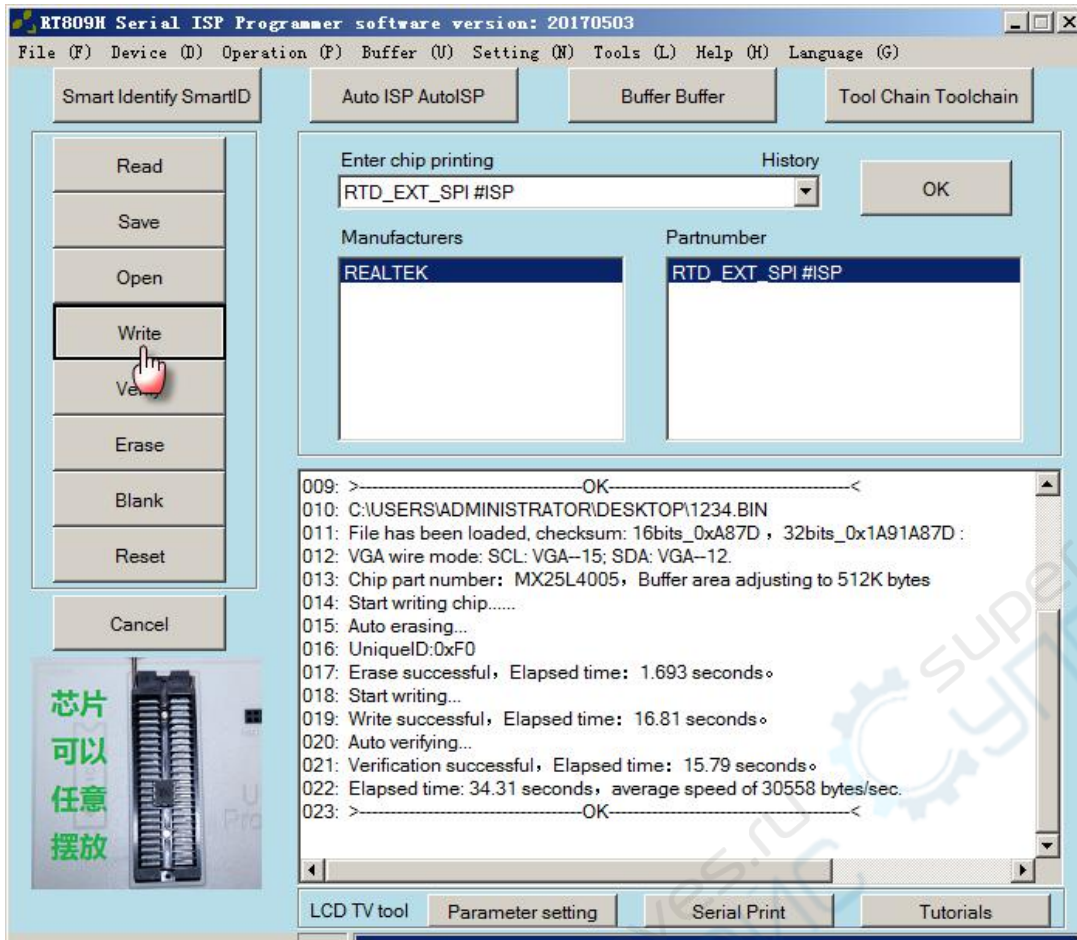 RT809H Serial ISP Programmer software version: 20170503
File (F) Device (D) Operation (P) Buffer (U) Setting (N) Tools (L) Help (H) Language (G)
Smart Identify SmartID
Auto ISP AutoISP
Buffer Buffer
Tool Chain Toolchain
Read
Save
Open
Write
Verify
Erase
Blank
Reset
Cancel
Enter chip printing
History
RTD_EXT_SPI #ISP
OK
Manufacturers
Partnumber
REALTEK
RTD_EXT_SPI #ISP
009: >-----------------------------------OK--------------------------------------<
010: C:\USERS\ADMINISTRATOR\DESKTOP\1234.BIN
011: File has been loaded, checksum: 16bits_0xA87D，32bits_0x1A91A87D :
012: VGA wire mode: SCL: VGA--15; SDA: VGA--12.
013: Chip part number：MX25L4005，Buffer area adjusting to 512K bytes
014: Start writing chip......
015: Auto erasing...
016: UniqueID:0xF0
017: Erase successful，Elapsed time：1.693 seconds。
018: Start writing...
019: Write successful，Elapsed time：16.81 seconds。
020: Auto verifying...
021: Verification successful，Elapsed time：15.79 seconds。
022: Elapsed time: 34.31 seconds，average speed of 30558 bytes/sec.
023: >-----------------------------------OK--------------------------------------<
芯片
可以
任意
摆放
LCD TV tool
Parameter setting
Serial Print
Tutorials